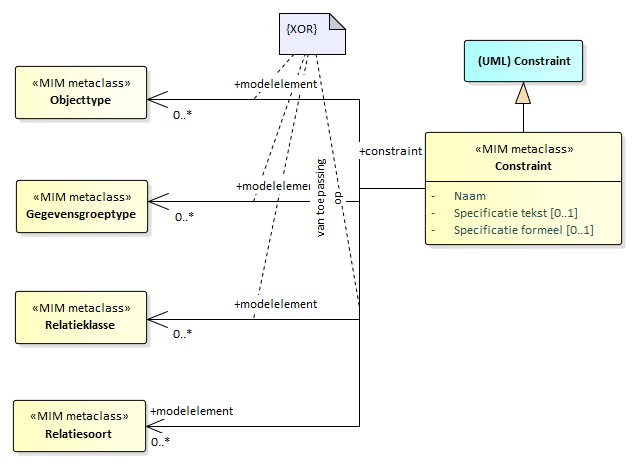 {XOR}
(UML) Constraint
«MIM metaclass»
Objecttype
+modelelement
0..*
+constraint
«MIM metaclass»
Constraint
- Naam
- Specificatie tekst [0..1]
- Specificatie formeel [0..1]
van toepassing
op
«MIM metaclass»
Gegevensgroeptype
+modelelement
0..*
«MIM metaclass»
Relatieklasse
+modelelement
0..*
«MIM metaclass»
Relatiesoort
+modelelement
0..*